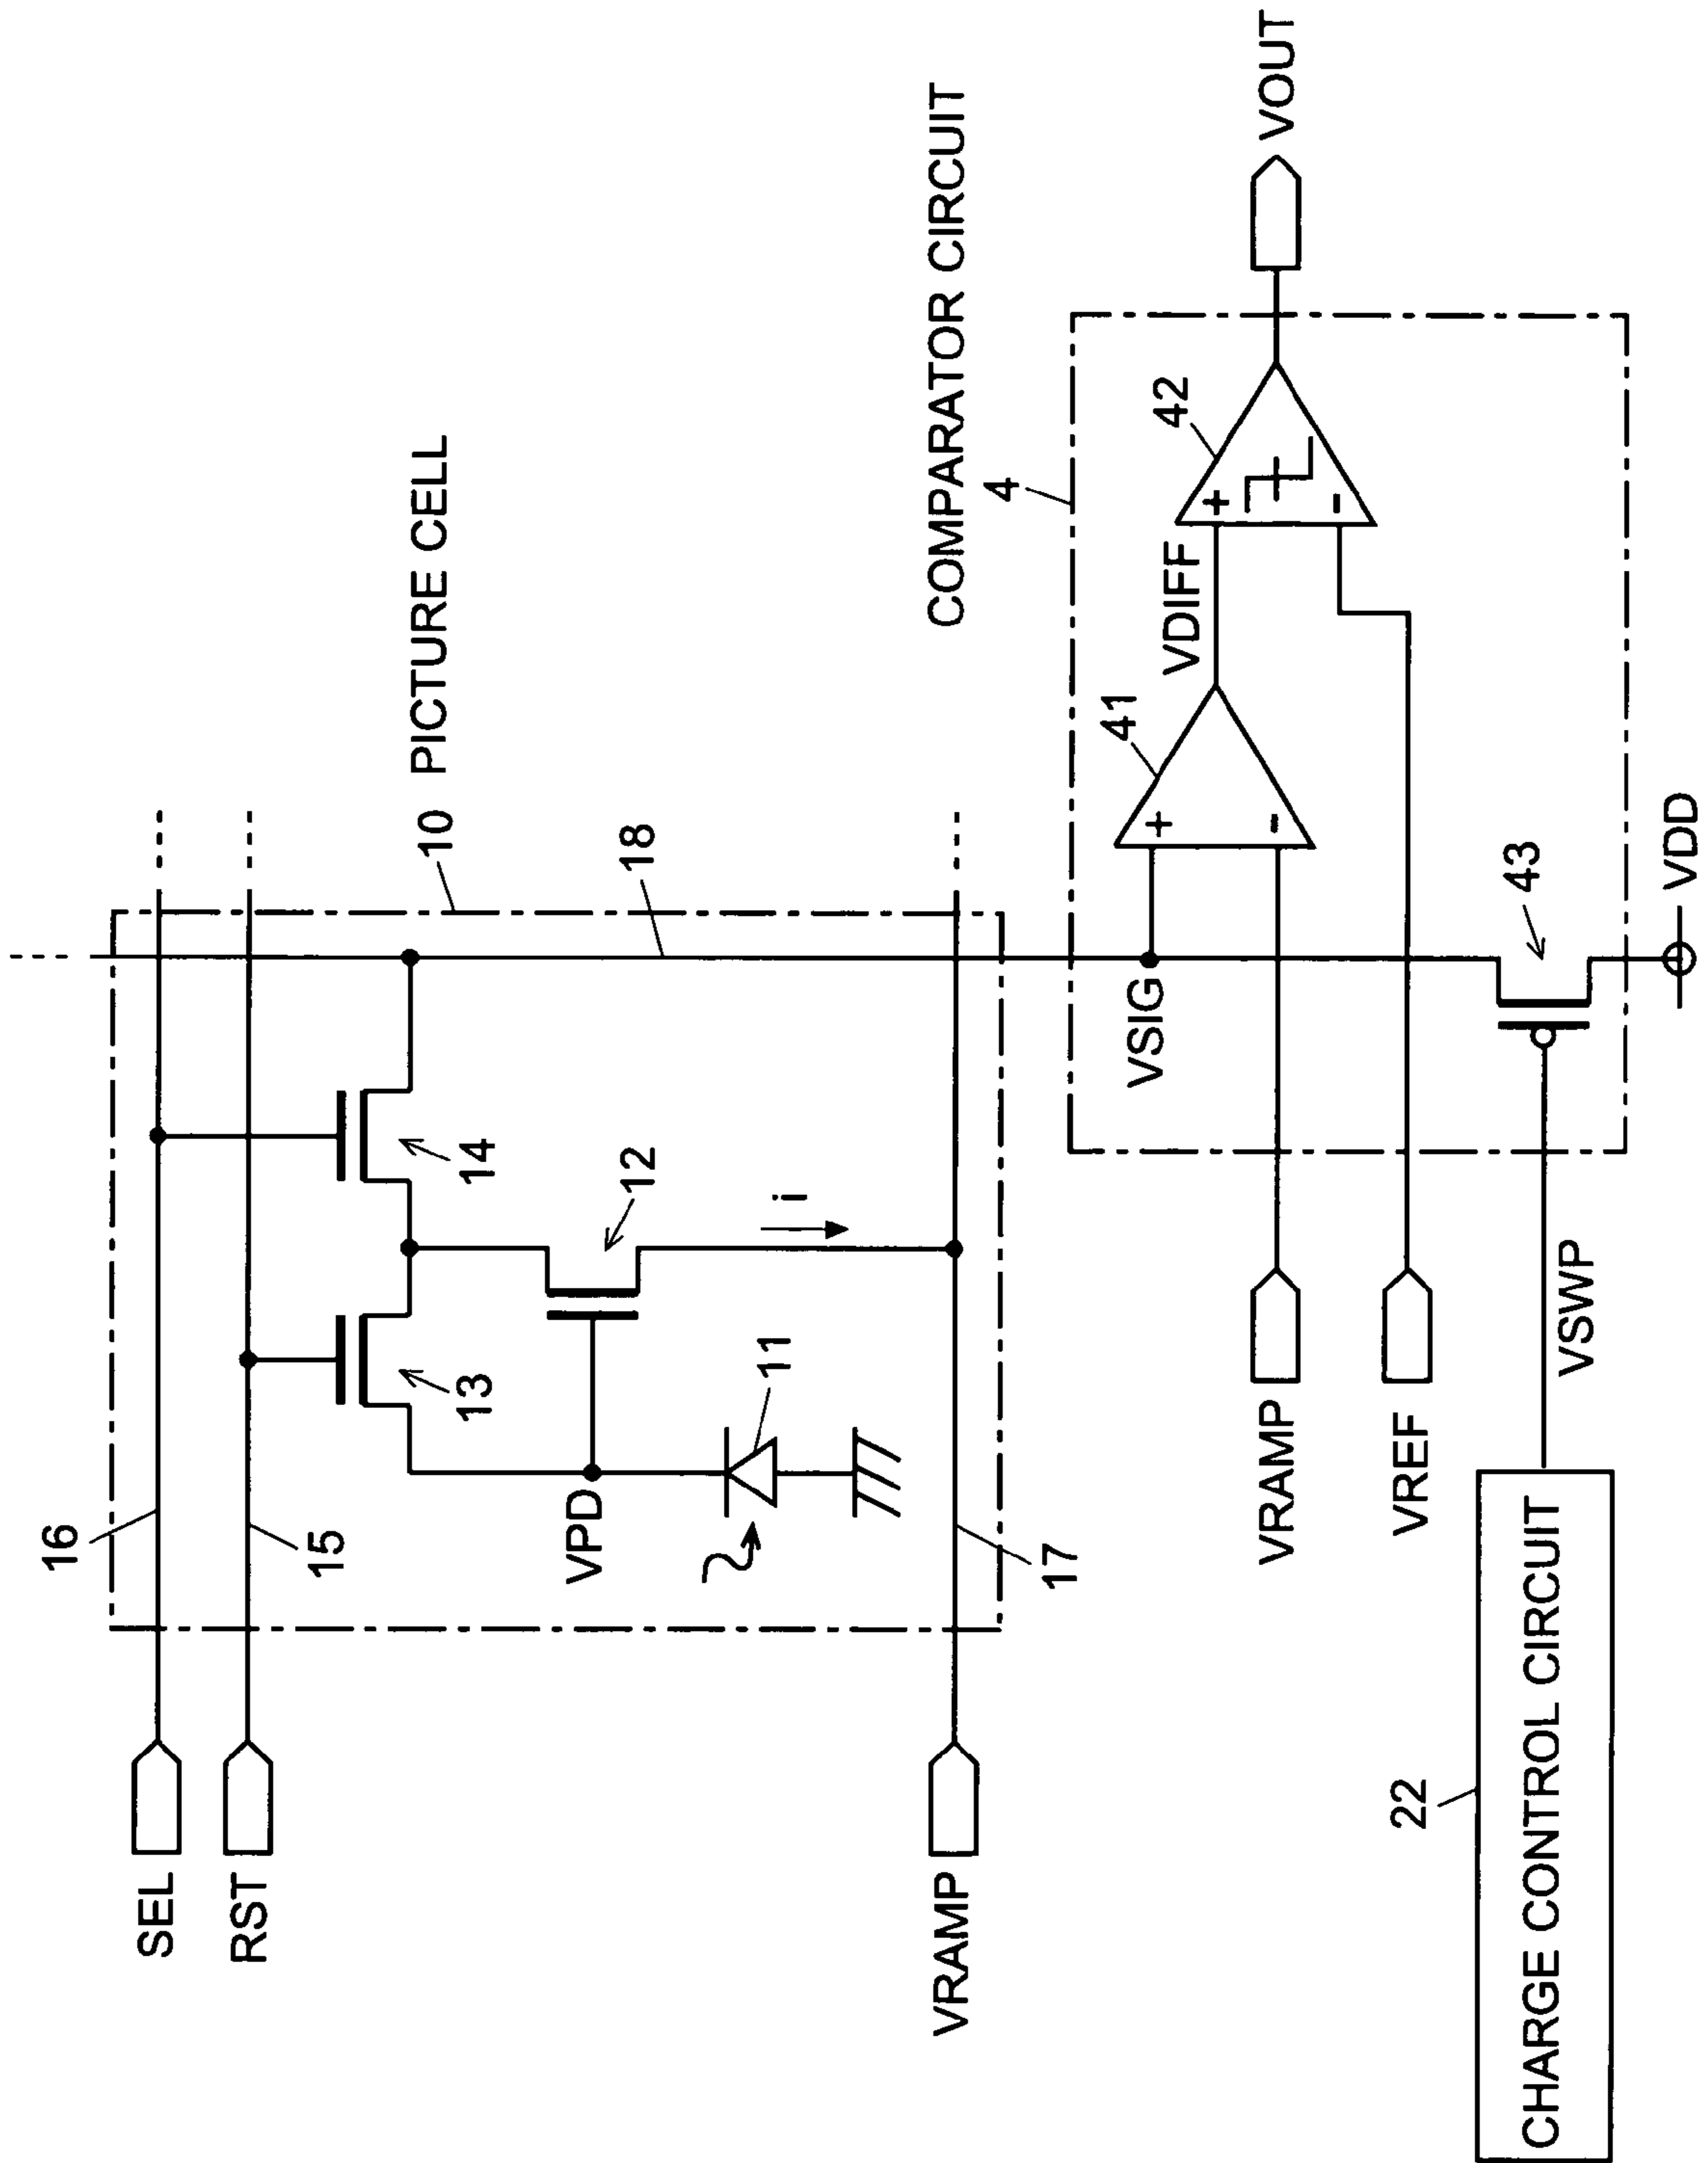 SEL
RST
VRAMP
16
15
17
VPD
11
13
14
12
i
10 PICTURE CELL
18
COMPARATOR CIRCUIT
4
VSIG
41
+
-
VDIFF
42
+
-
VOUT
VRAMP
VREF
VSWP
43
VDD
22
CHARGE CONTROL CIRCUIT